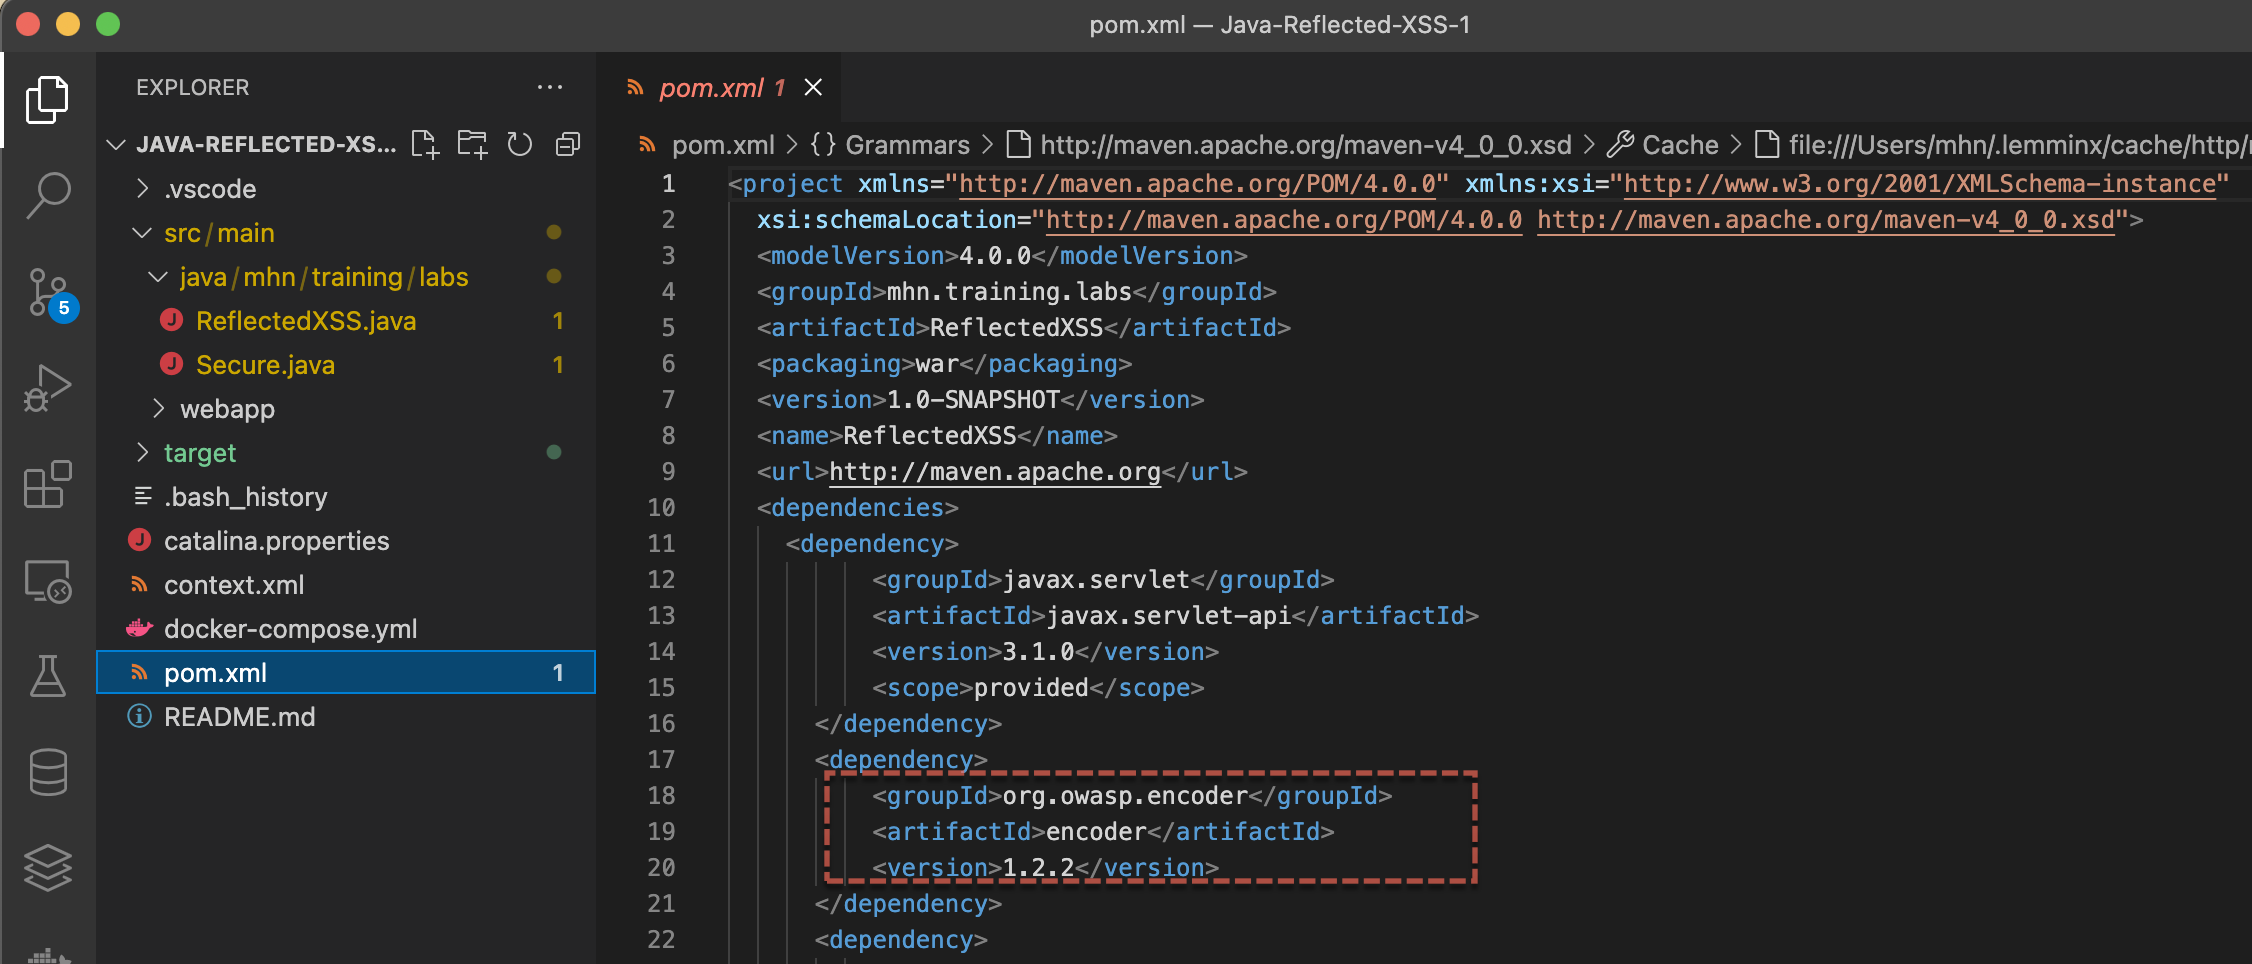 pom.xml — Java-Reflected-XSS-1
EXPLORER
JAVA-REFLECTED-XS...
.vscode
src/main
java/mhn/training/labs
ReflectedXSS.java 1
Secure.java 1
webapp
target
.bash_history
catalina.properties
context.xml
docker-compose.yml
pom.xml 1
README.md
5
pom.xml 1
pom.xml > {} Grammars > http://maven.apache.org/maven-v4_0_0.xsd > Cache > file:///Users/mhn/.lemminx/cache/http/
1 <project xmlns="http://maven.apache.org/POM/4.0.0" xmlns:xsi="http://www.w3.org/2001/XMLSchema-instance"
2 xsi:schemaLocation="http://maven.apache.org/POM/4.0.0 http://maven.apache.org/maven-v4_0_0.xsd">
3 <modelVersion>4.0.0</modelVersion>
4 <groupId>mhn.training.labs</groupId>
5 <artifactId>ReflectedXSS</artifactId>
6 <packaging>war</packaging>
7 <version>1.0-SNAPSHOT</version>
8 <name>ReflectedXSS</name>
9 <url>http://maven.apache.org</url>
10 <dependencies>
11 <dependency>
12 <groupId>javax.servlet</groupId>
13 <artifactId>javax.servlet-api</artifactId>
14 <version>3.1.0</version>
15 <scope>provided</scope>
16 </dependency>
17 <dependency>
18 <groupId>org.owasp.encoder</groupId>
19 <artifactId>encoder</artifactId>
20 <version>1.2.2</version>
21 </dependency>
22 <dependency>